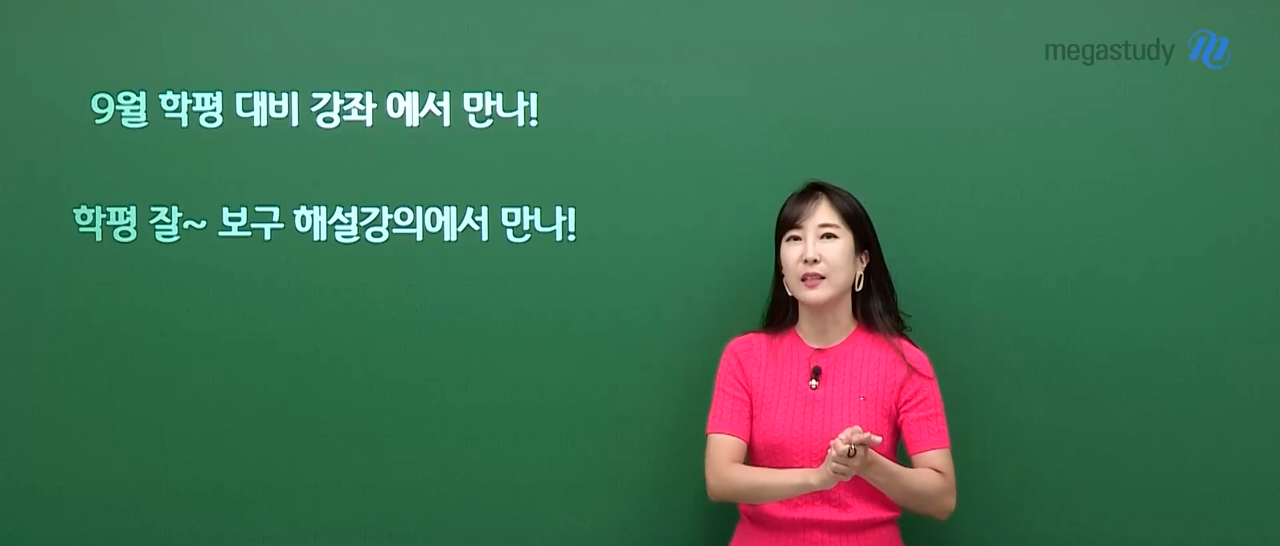 megastudy
9월 학평 대비 강좌 에서 만나!
학평 잘~ 보구 해설강의에서 만나!